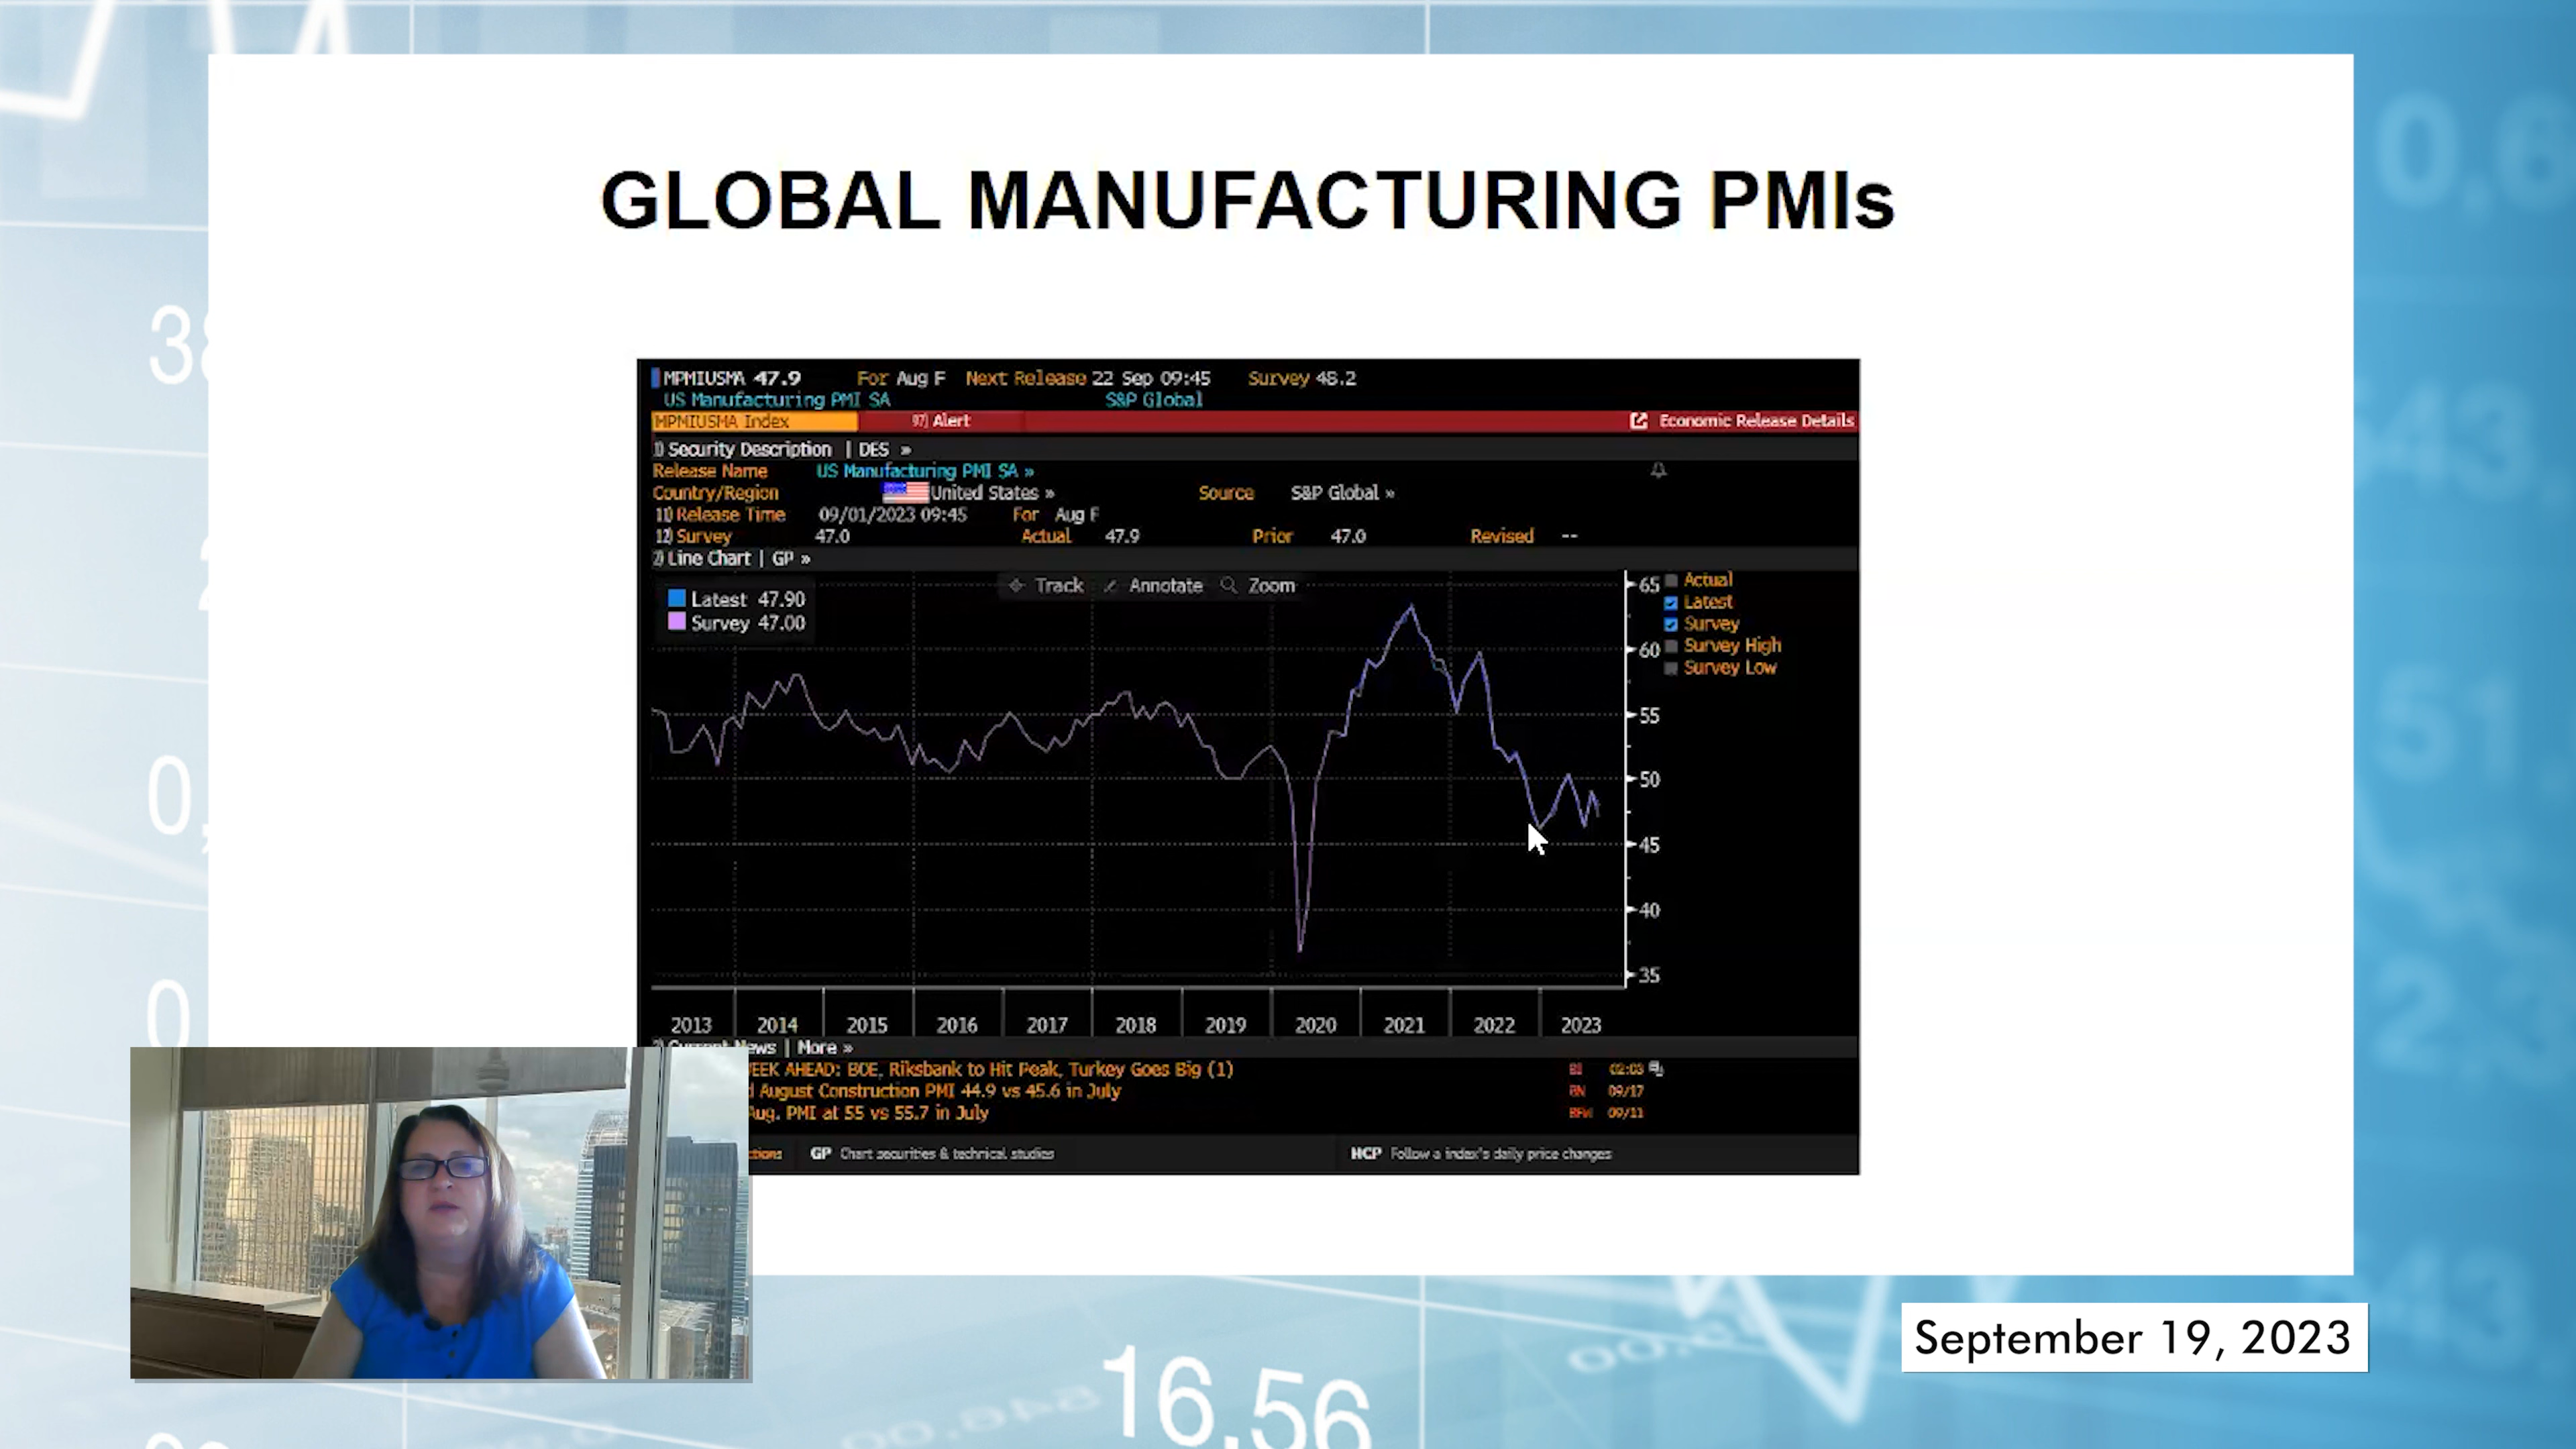 GLOBAL MANUFACTURING PMIs
MPMIUSMA 47.9 For Aug F Next Release 22 Sep 09:45 Survey 48.2
US Manufacturing PMI SA S&P Global
MPMIUSMA Index 97) Alert Economic Release Details
1) Security Description | DES »
Release Name US Manufacturing PMI SA »
Country/Region United States » Source S&P Global »
11) Release Time 09/01/2023 09:45 For Aug F
12) Survey 47.0 Actual 47.9 Prior 47.0 Revised --
2) Line Chart | GP »
Track Annotate Zoom
Latest 47.90
Survey 47.00
Actual
Latest
Survey
Survey High
Survey Low
65
60
55
50
45
40
35
2013 2014 2015 2016 2017 2018 2019 2020 2021 2022 2023
News | More »
EEK AHEAD: BOE, Riksbank to Hit Peak, Turkey Goes Big (1) BI 02:03
August Construction PMI 44.9 vs 45.6 in July BN 09/17
Aug. PMI at 55 vs 55.7 in July BFW 09/11
GP Chart securities & technical studies HCP Follow a index's daily price changes
September 19, 2023
16,56